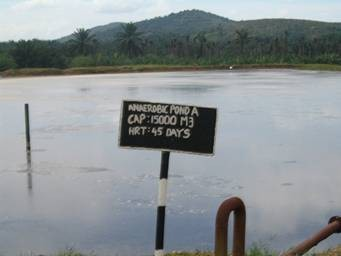 ANAEROBIC POND A
CAP: 15000 M3
HRT: 45 DAYS